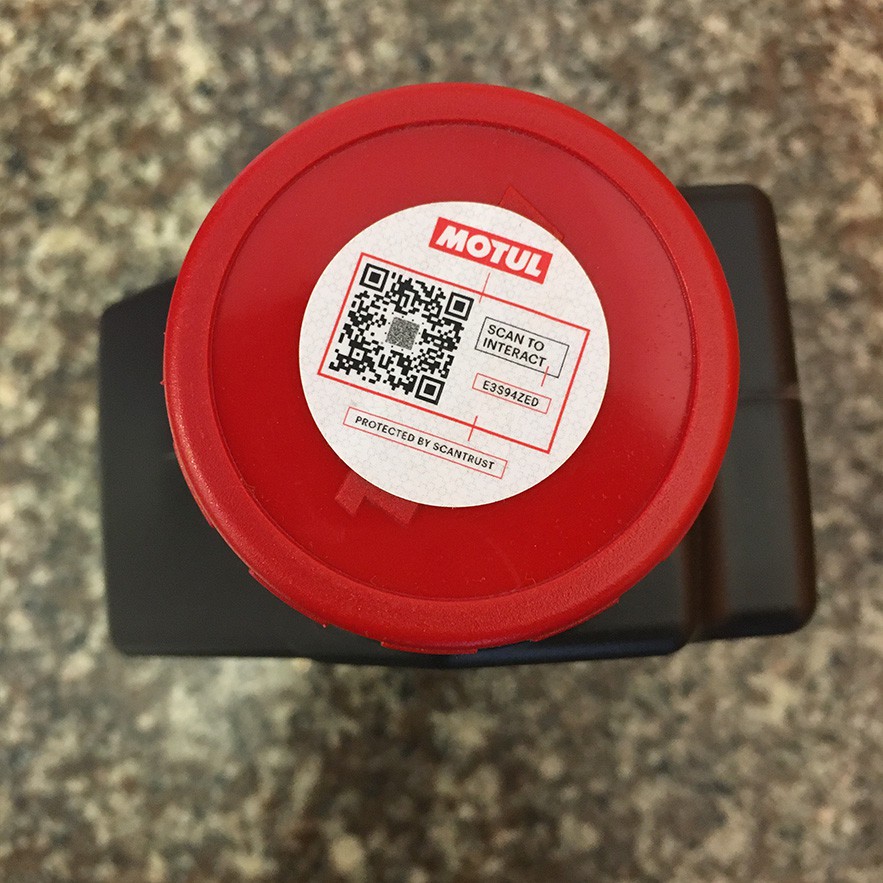 MOTUL
SCAN TO
INTERACT
E3S94ZED
PROTECTED BY SCANTRUST